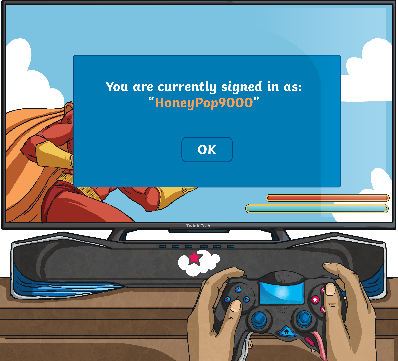 You are currently signed in as:
"HoneyPop9000"
OK